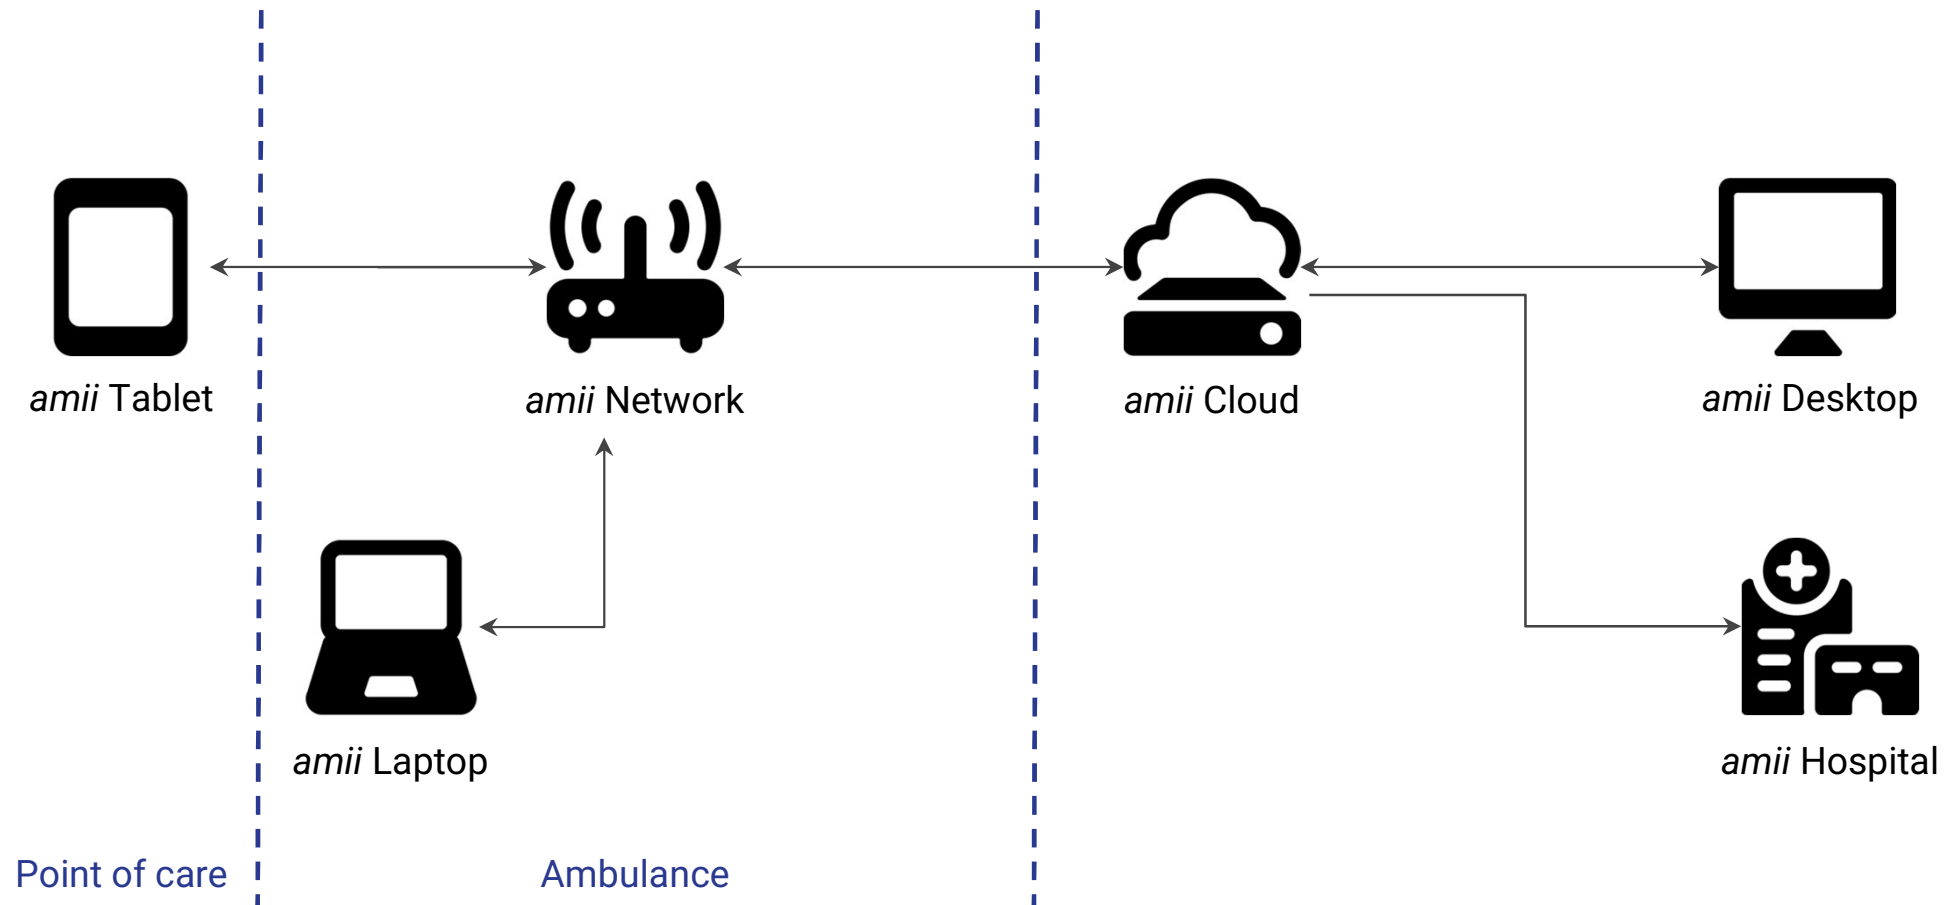 amii Tablet
amii Network
amii Cloud
amii Desktop
amii Laptop
amii Hospital
Point of care
Ambulance